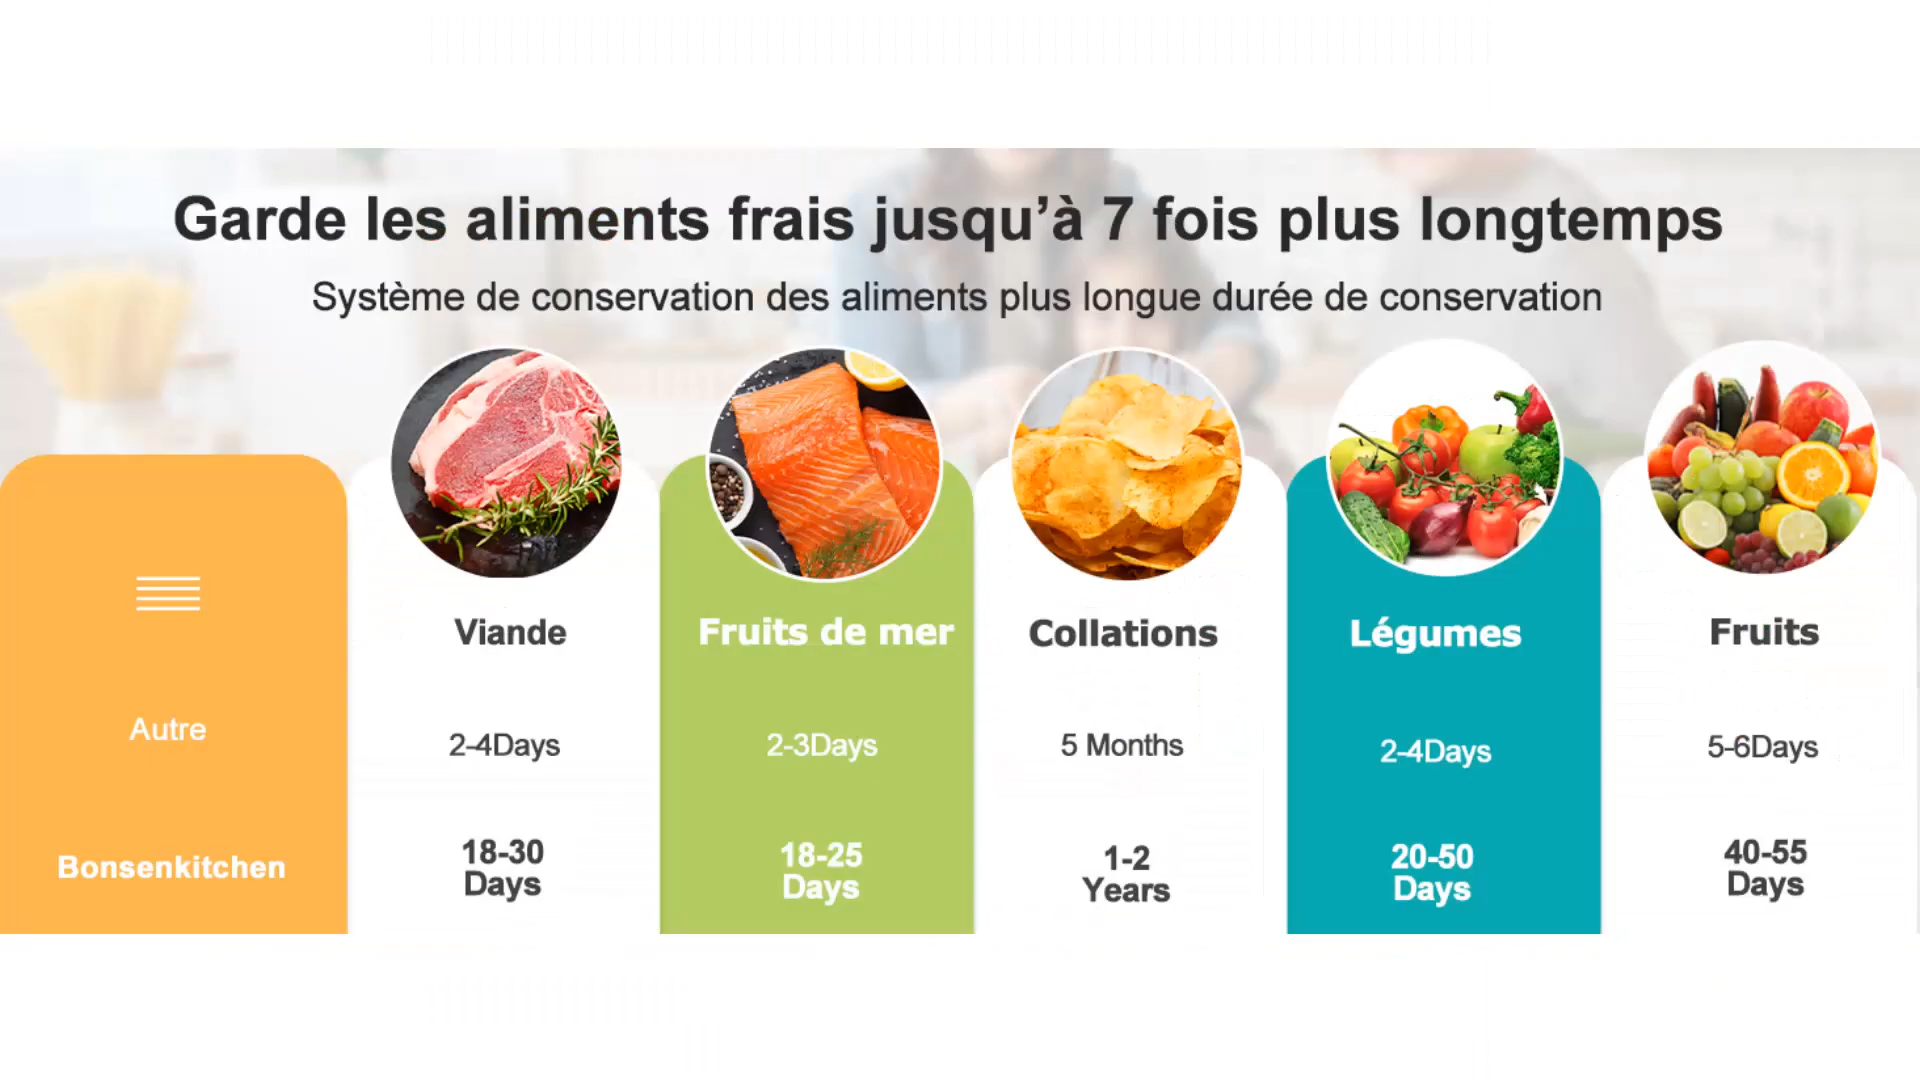 Garde les aliments frais jusqu’à 7 fois plus longtemps
Système de conservation des aliments plus longue durée de conservation
Viande
Fruits de mer
Collations
Légumes
Fruits
Autre
2-4Days
2-3Days
5 Months
2-4Days
5-6Days
Bonsenkitchen
18-30
Days
18-25
Days
1-2
Years
20-50
Days
40-55
Days